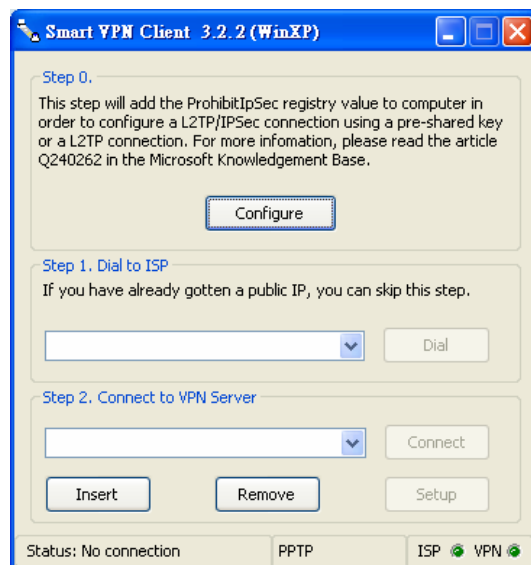 Smart VPN Client 3.2.2 (WinXP)
Step 0.
This step will add the ProhibitIpSec registry value to computer in
order to configure a L2TP/IPSec connection using a pre-shared key
or a L2TP connection. For more infomation, please read the article
Q240262 in the Microsoft Knowledgement Base.
Configure
Step 1. Dial to ISP
If you have already gotten a public IP, you can skip this step.
Dial
Step 2. Connect to VPN Server
Connect
Insert Remove Setup
Status: No connection PPTP ISP VPN